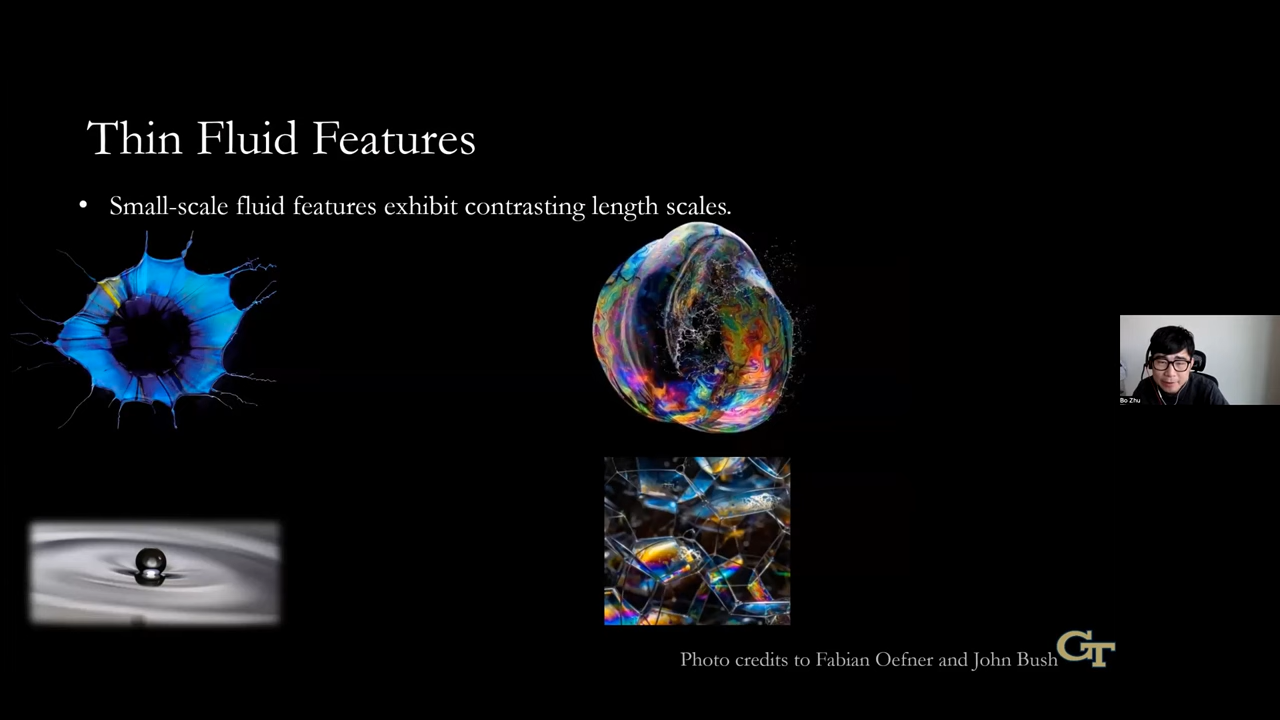 Thin Fluid Features
• Small-scale fluid features exhibit contrasting length scales.
Bo Zhu
Photo credits to Fabian Oefner and John Bush
GT